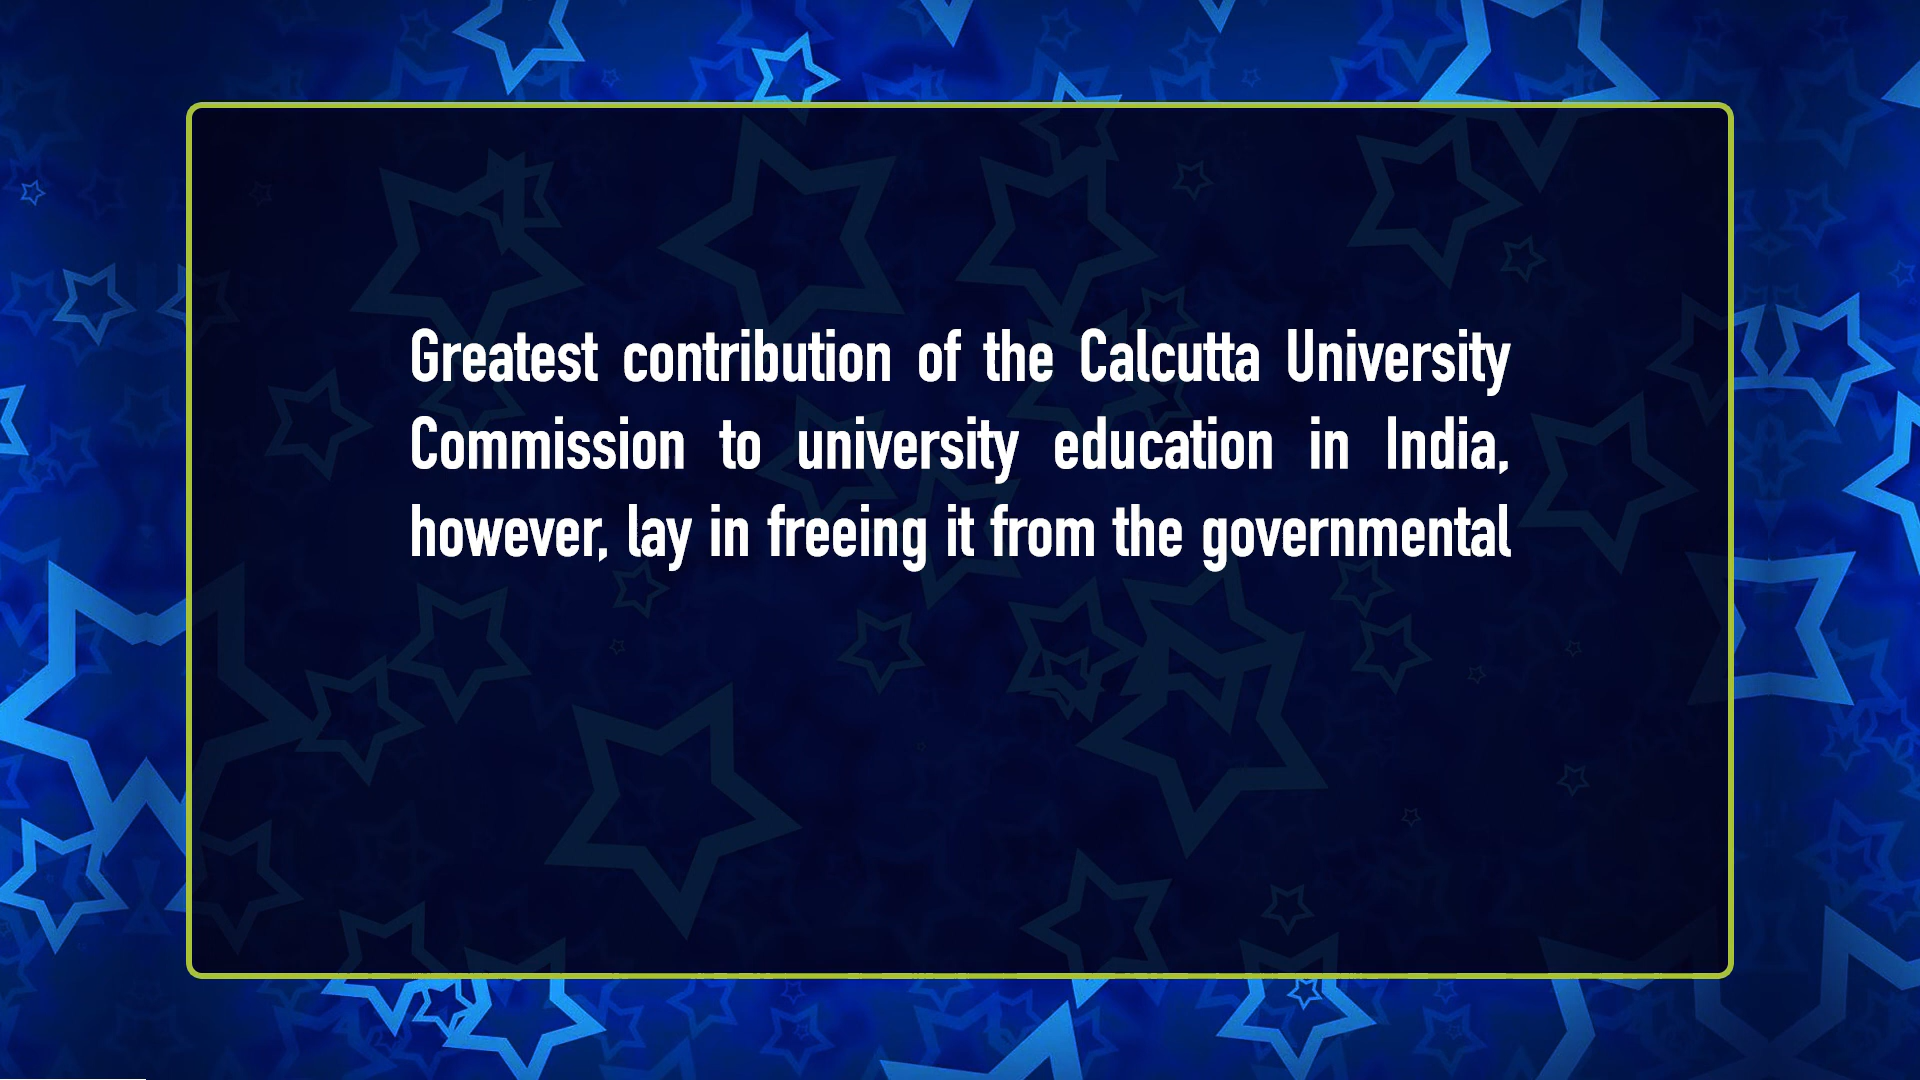 Greatest contribution of the Calcutta University
Commission to university education in India,
however, lay in freeing it from the governmental